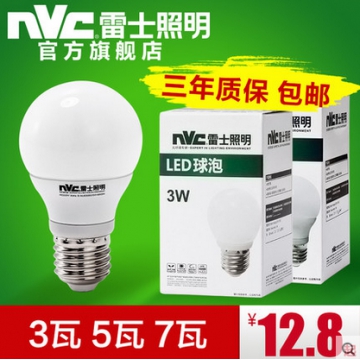 nvc 雷士照明
官方旗舰店
三年质保 包邮
nvc 雷士照明
LED球泡
3W
nvc 雷士照明
3瓦 5瓦 7瓦
¥12.8